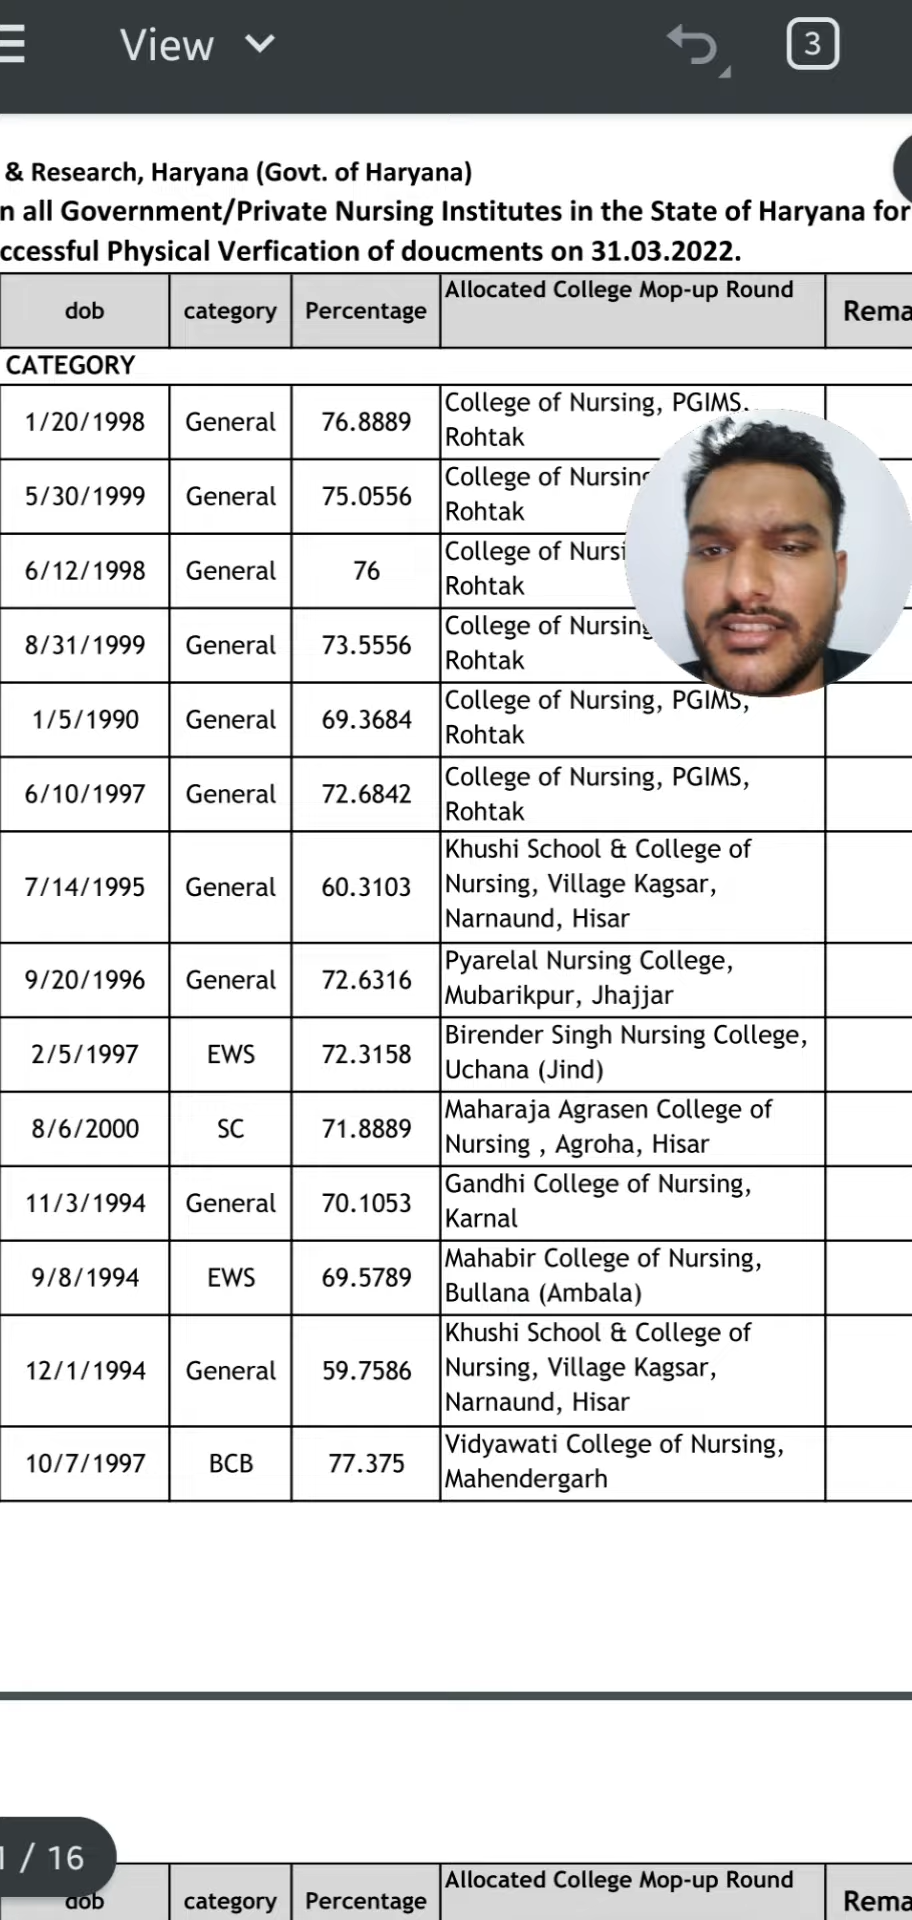 View
3
& Research, Haryana (Govt. of Haryana)
n all Government/Private Nursing Institutes in the State of Haryana for
ccessful Physical Verfication of doucments on 31.03.2022.
dob category Percentage Allocated College Mop-up Round Rema
CATEGORY
1/20/1998 General 76.8889 College of Nursing, PGIMS,
Rohtak
5/30/1999 General 75.0556 College of Nursing
Rohtak
6/12/1998 General 76 College of Nursi
Rohtak
8/31/1999 General 73.5556 College of Nursing
Rohtak
1/5/1990 General 69.3684 College of Nursing, PGIMS,
Rohtak
6/10/1997 General 72.6842 College of Nursing, PGIMS,
Rohtak
7/14/1995 General 60.3103 Khushi School & College of
Nursing, Village Kagsar,
Narnaund, Hisar
9/20/1996 General 72.6316 Pyarelal Nursing College,
Mubarikpur, Jhajjar
2/5/1997 EWS 72.3158 Birender Singh Nursing College,
Uchana (Jind)
8/6/2000 SC 71.8889 Maharaja Agrasen College of
Nursing , Agroha, Hisar
11/3/1994 General 70.1053 Gandhi College of Nursing,
Karnal
9/8/1994 EWS 69.5789 Mahabir College of Nursing,
Bullana (Ambala)
12/1/1994 General 59.7586 Khushi School & College of
Nursing, Village Kagsar,
Narnaund, Hisar
10/7/1997 BCB 77.375 Vidyawati College of Nursing,
Mahendergarh
1 / 16
dob category Percentage Allocated College Mop-up Round Rema